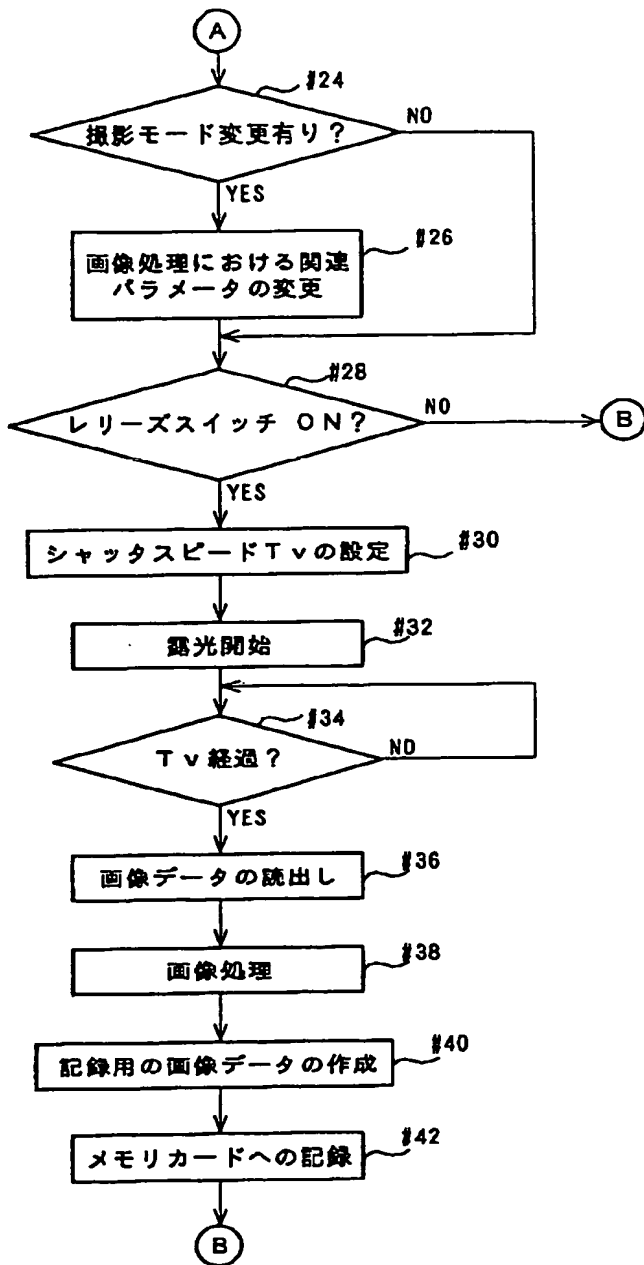 A
#24
撮影モード変更有り?
NO
YES
#26
画像処理における関連
パラメータの変更
#28
レリーズスイッチ ON?
NO
B
YES
シャッタスピードTvの設定
#30
露光開始
#32
#34
Tv経過?
NO
YES
画像データの読出し
#36
画像処理
#38
記録用の画像データの作成
#40
メモリカードへの記録
#42
B